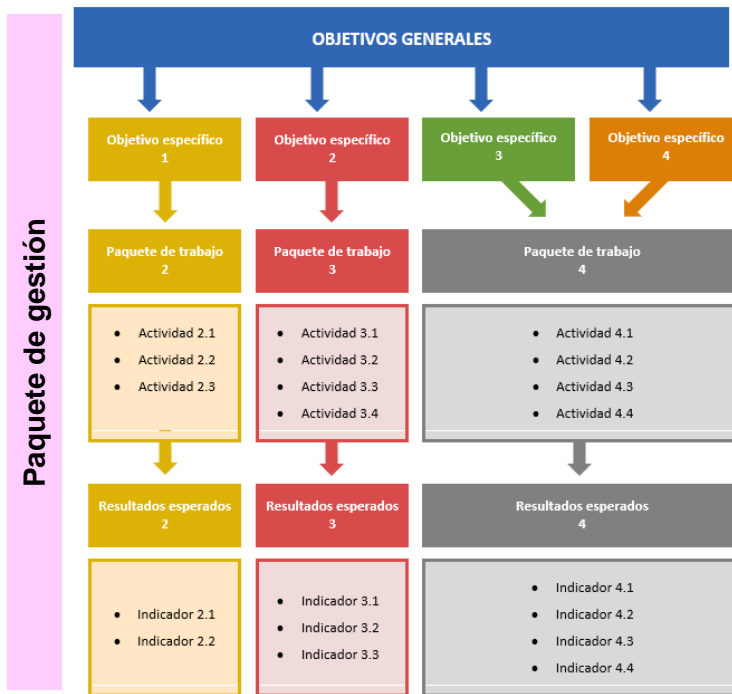 Paquete de gestión
OBJETIVOS GENERALES
Objetivo específico
1
Objetivo específico
2
Objetivo específico
3
Objetivo específico
4
Paquete de trabajo
2
Paquete de trabajo
3
Paquete de trabajo
4
• Actividad 2.1
• Actividad 2.2
• Actividad 2.3
• Actividad 3.1
• Actividad 3.2
• Actividad 3.3
• Actividad 3.4
• Actividad 4.1
• Actividad 4.2
• Actividad 4.3
• Actividad 4.4
Resultados esperados
2
Resultados esperados
3
Resultados esperados
4
• Indicador 2.1
• Indicador 2.2
• Indicador 3.1
• Indicador 3.2
• Indicador 3.3
• Indicador 4.1
• Indicador 4.2
• Indicador 4.3
• Indicador 4.4